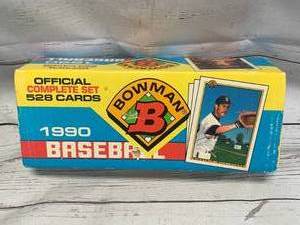 OFFICIAL
COMPLETE SET
528 CARDS
BOWMAN
B
1990
BASEBALL